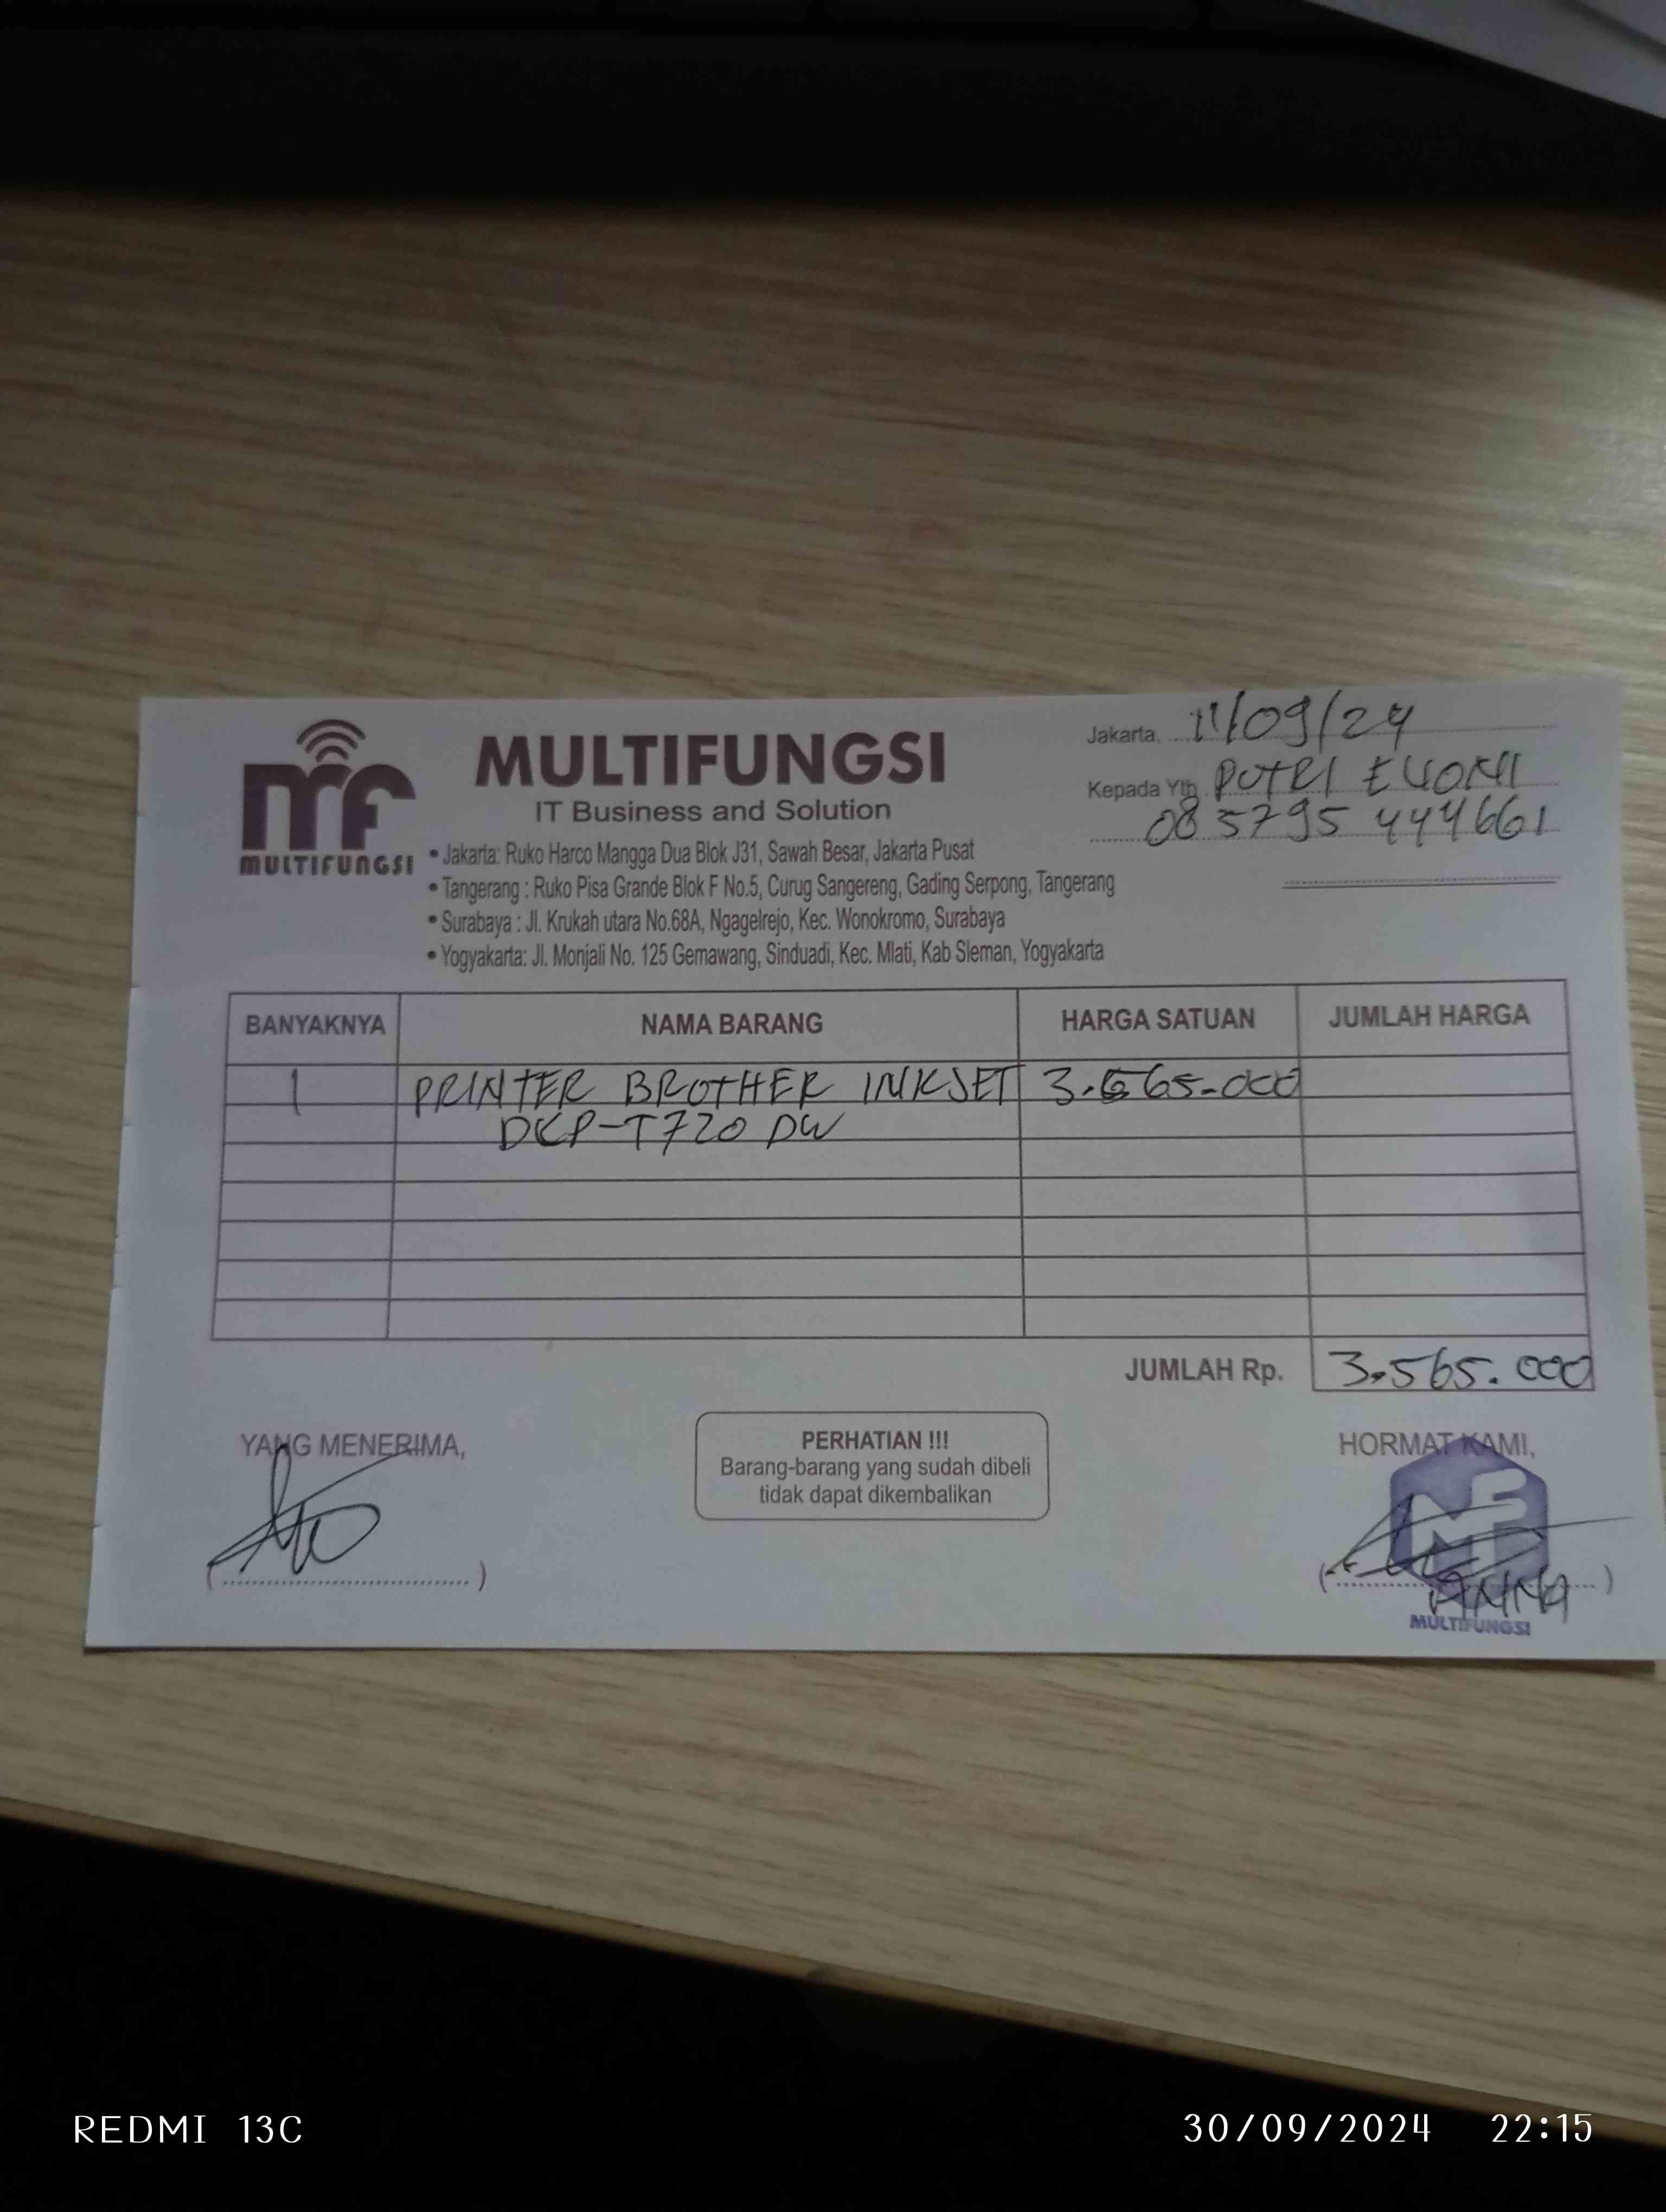 mf
MULTIFUNGSI
MULTIFUNGSI
IT Business and Solution
• Jakarta: Ruko Harco Mangga Dua Blok J31, Sawah Besar, Jakarta Pusat
• Tangerang : Ruko Pisa Grande Blok F No.5, Curug Sangereng, Gading Serpong, Tangerang
• Surabaya : Jl. Krukah utara No.68A, Ngagelrejo, Kec. Wonokromo, Surabaya
• Yogyakarta: Jl. Monjali No. 125 Gemawang, Sinduadi, Kec. Mlati, Kab Sleman, Yogyakarta
Jakarta, 11/09/24
Kepada Yth PUTRI
085795 444661
BANYAKNYA NAMA BARANG HARGA SATUAN JUMLAH HARGA
1 PRINTER BROTHER INKJET 3.565.000
DCP-T720 DW
JUMLAH Rp. 3.565.000
YANG MENERIMA,
PERHATIAN !!!
Barang-barang yang sudah dibeli
tidak dapat dikembalikan
HORMAT KAMI,
MF
MULTIFUNGSI
REDMI 13C
30/09/2024 22:15